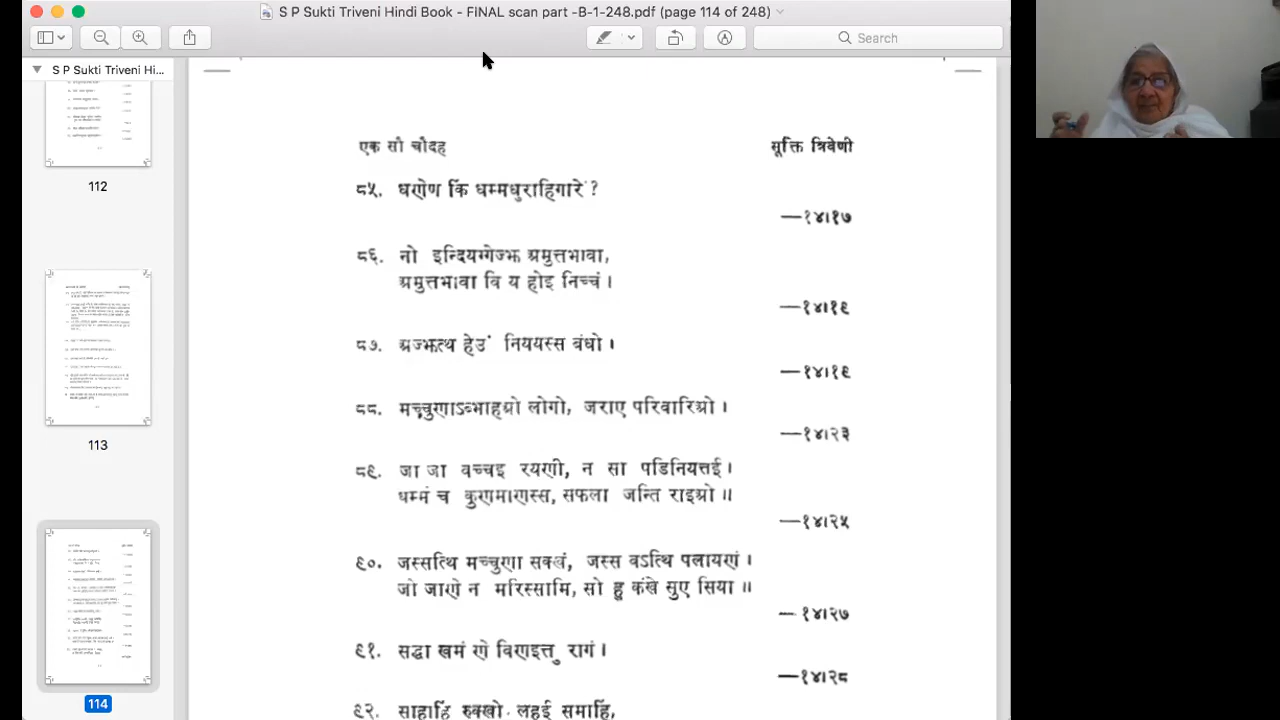 S P Sukti Triveni Hindi Book - FINAL scan part -B-1-248.pdf (page 114 of 248)
Search
S P Sukti Triveni Hi...
112
113
114
एक सौ चौदह
सूक्ति त्रिवेणी
८५. धणेण किं धम्मधुराहिगारे ?
—१४।१७
८६. नो इन्दियग्गेज्झ अमुत्तभावा,
अमुत्तभावा वि य होइ निच्चं ।
—१४।१९
८७. अज्झत्थ हेउं निययस्स बंधो ।
—१४।१९
८८. मच्चुणाऽब्भाहओ लोगो, जराए परिवारिओ ।
—१४।२३
८९. जा जा वच्चइ रयणी, न सा पडिनियत्तई ।
धम्मं च कुणमाणस्स, सफला जन्ति राइओ ॥
—१४।२५
९०. जस्सत्थि मच्चुणा सक्खं, जस्स वऽत्थि पलायणं ।
जो जाणे न मरिस्सामि, सो हु कंखे सुए सिया ॥
—१४।२७
९१. सद्धा खमं णे विणइत्तु रागं ।
—१४।२८
९२. साहाहि रुक्खो लहई समाहिं,